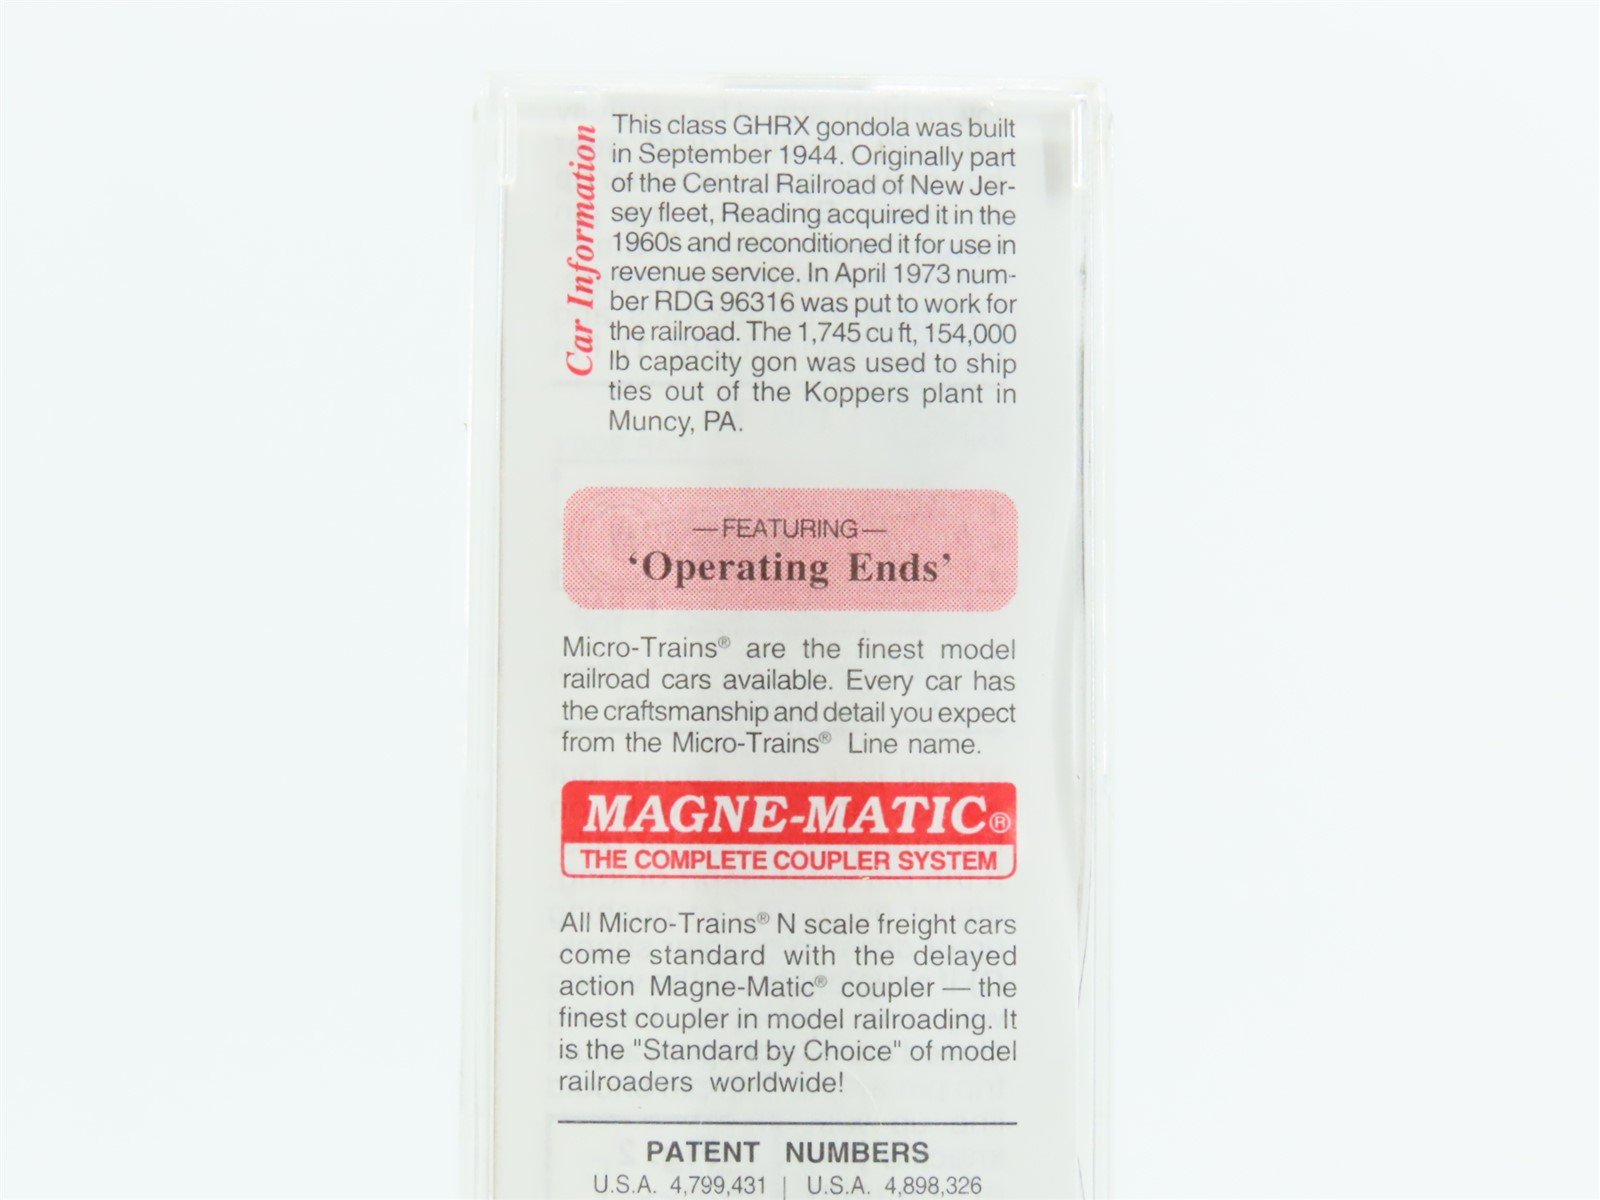 Car Information
This class GHRX gondola was built
in September 1944. Originally part
of the Central Railroad of New Jer-
sey fleet, Reading acquired it in the
1960s and reconditioned it for use in
revenue service. In April 1973 num-
ber RDG 96316 was put to work for
the railroad. The 1,745 cu ft, 154,000
lb capacity gon was used to ship
ties out of the Koppers plant in
Muncy, PA.
—FEATURING—
‘Operating Ends’
Micro-Trains® are the finest model
railroad cars available. Every car has
the craftsmanship and detail you expect
from the Micro-Trains® Line name.
MAGNE-MATIC®
THE COMPLETE COUPLER SYSTEM
All Micro-Trains® N scale freight cars
come standard with the delayed
action Magne-Matic® coupler — the
finest coupler in model railroading. It
is the "Standard by Choice" of model
railroaders worldwide!
PATENT NUMBERS
U.S.A. 4,799,431 | U.S.A. 4,898,326